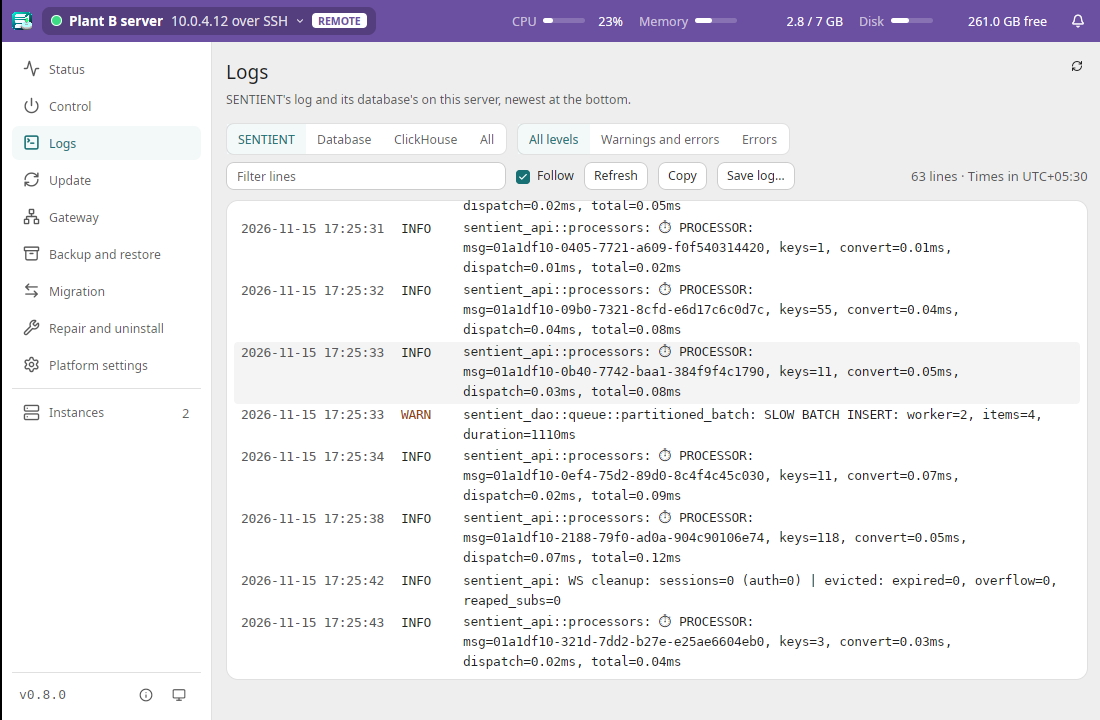 Plant B server 10.0.4.12 over SSH REMOTE CPU 23% Memory 2.8 / 7 GB Disk 261.0 GB free
Status
Control
Logs
Update
Gateway
Backup and restore
Migration
Repair and uninstall
Platform settings
Instances 2
v0.8.0
Logs
SENTIENT's log and its database's on this server, newest at the bottom.
SENTIENT Database ClickHouse All All levels Warnings and errors Errors
Filter lines Follow Refresh Copy Save log... 63 lines · Times in UTC+05:30
dispatch=0.02ms, total=0.05ms
2026-11-15 17:25:31 INFO sentient_api::processors: ⏱ PROCESSOR:
msg=01a1df10-0405-7721-a609-f0f540314420, keys=1, convert=0.01ms,
dispatch=0.01ms, total=0.02ms
2026-11-15 17:25:32 INFO sentient_api::processors: ⏱ PROCESSOR:
msg=01a1df10-09b0-7321-8cfd-e6d17c6c0d7c, keys=55, convert=0.04ms,
dispatch=0.04ms, total=0.08ms
2026-11-15 17:25:33 INFO sentient_api::processors: ⏱ PROCESSOR:
msg=01a1df10-0b40-7742-baa1-384f9f4c1790, keys=11, convert=0.05ms,
dispatch=0.03ms, total=0.08ms
2026-11-15 17:25:33 WARN sentient_dao::queue::partitioned_batch: SLOW BATCH INSERT: worker=2, items=4,
duration=1110ms
2026-11-15 17:25:34 INFO sentient_api::processors: ⏱ PROCESSOR:
msg=01a1df10-0ef4-75d2-89d0-8c4f4c45c030, keys=11, convert=0.07ms,
dispatch=0.02ms, total=0.09ms
2026-11-15 17:25:38 INFO sentient_api::processors: ⏱ PROCESSOR:
msg=01a1df10-2188-79f0-ad0a-904c90106e74, keys=118, convert=0.05ms,
dispatch=0.07ms, total=0.12ms
2026-11-15 17:25:42 INFO sentient_api: WS cleanup: sessions=0 (auth=0) | evicted: expired=0, overflow=0,
reaped_subs=0
2026-11-15 17:25:43 INFO sentient_api::processors: ⏱ PROCESSOR:
msg=01a1df10-321d-7dd2-b27e-e25ae6604eb0, keys=3, convert=0.03ms,
dispatch=0.02ms, total=0.04ms